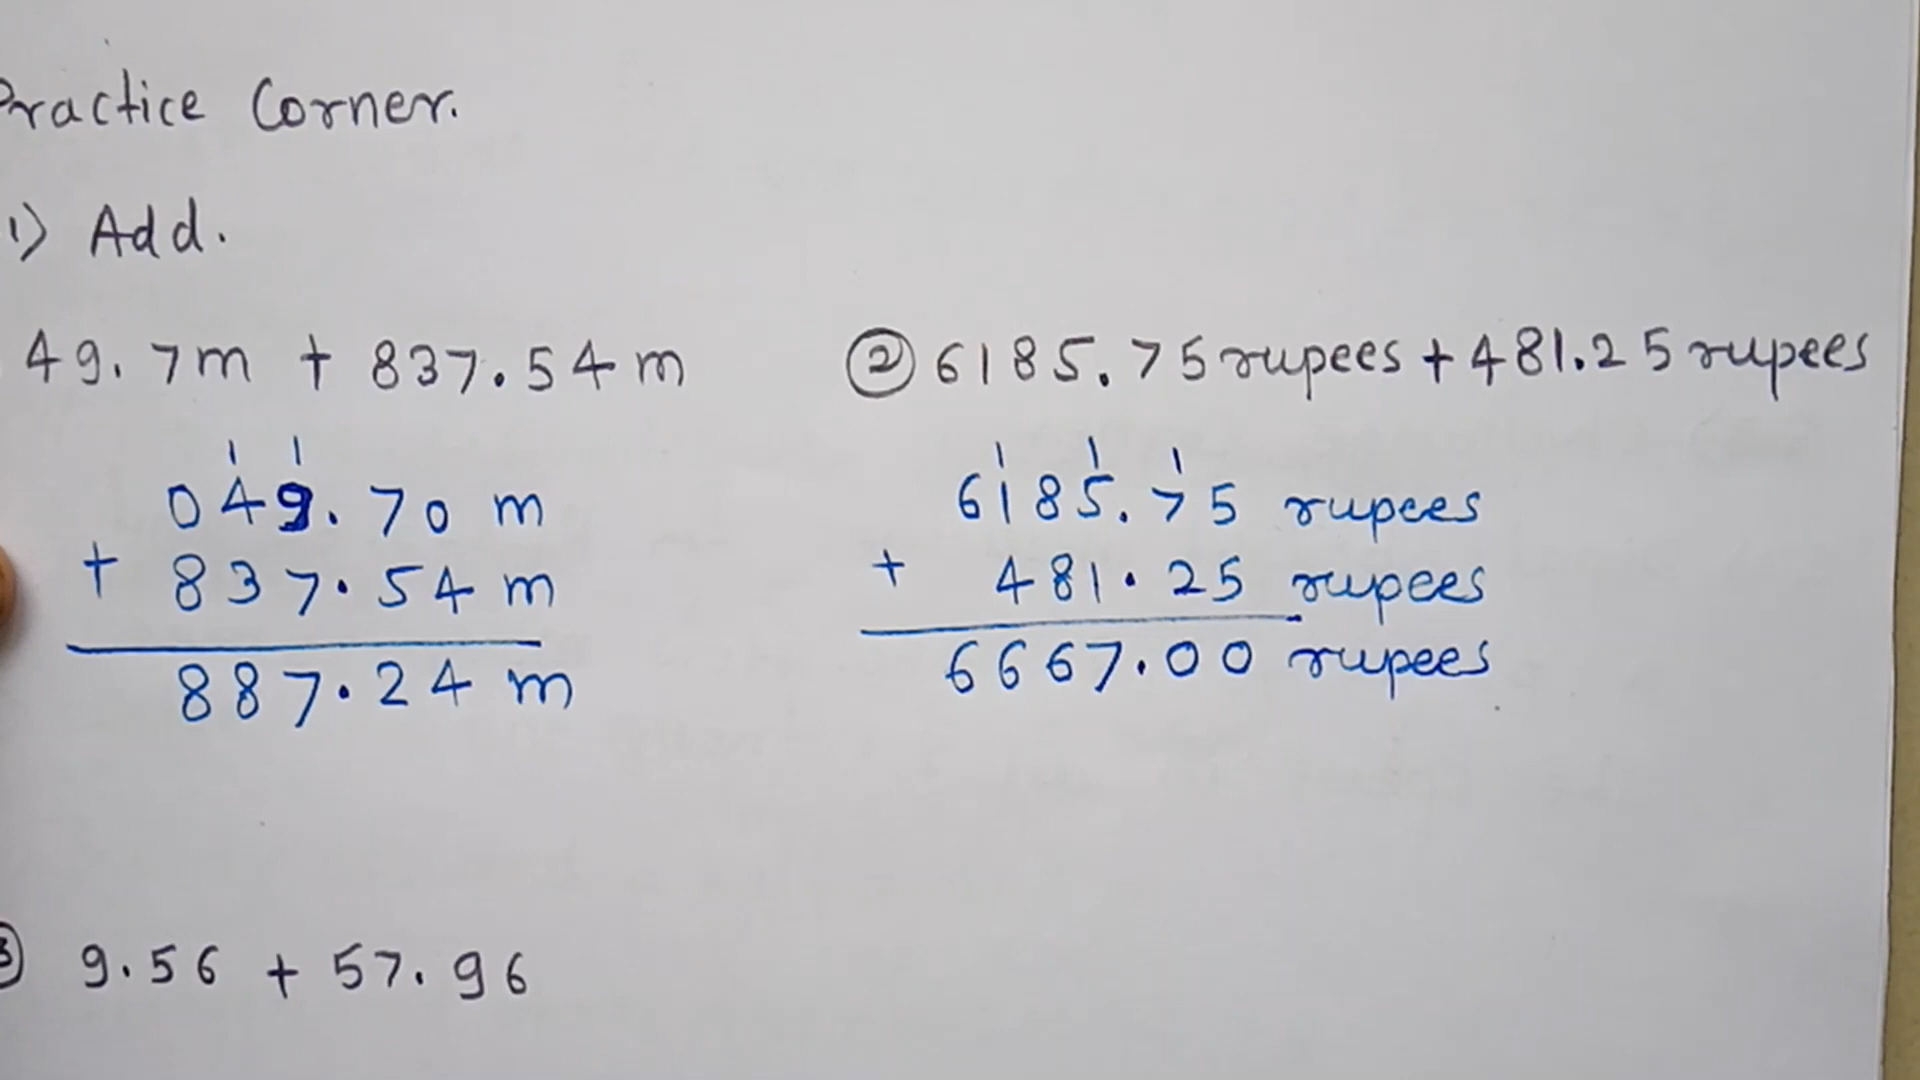 Practice Corner.
1) Add.
49.7m + 837.54m
1 1
049.70 m
+ 837.54 m
887.24 m
② 6185.75 rupees + 481.25 rupees
1 1 1
6185.75 rupees
+ 481.25 rupees
6667.00 rupees
③ 9.56 + 57.96